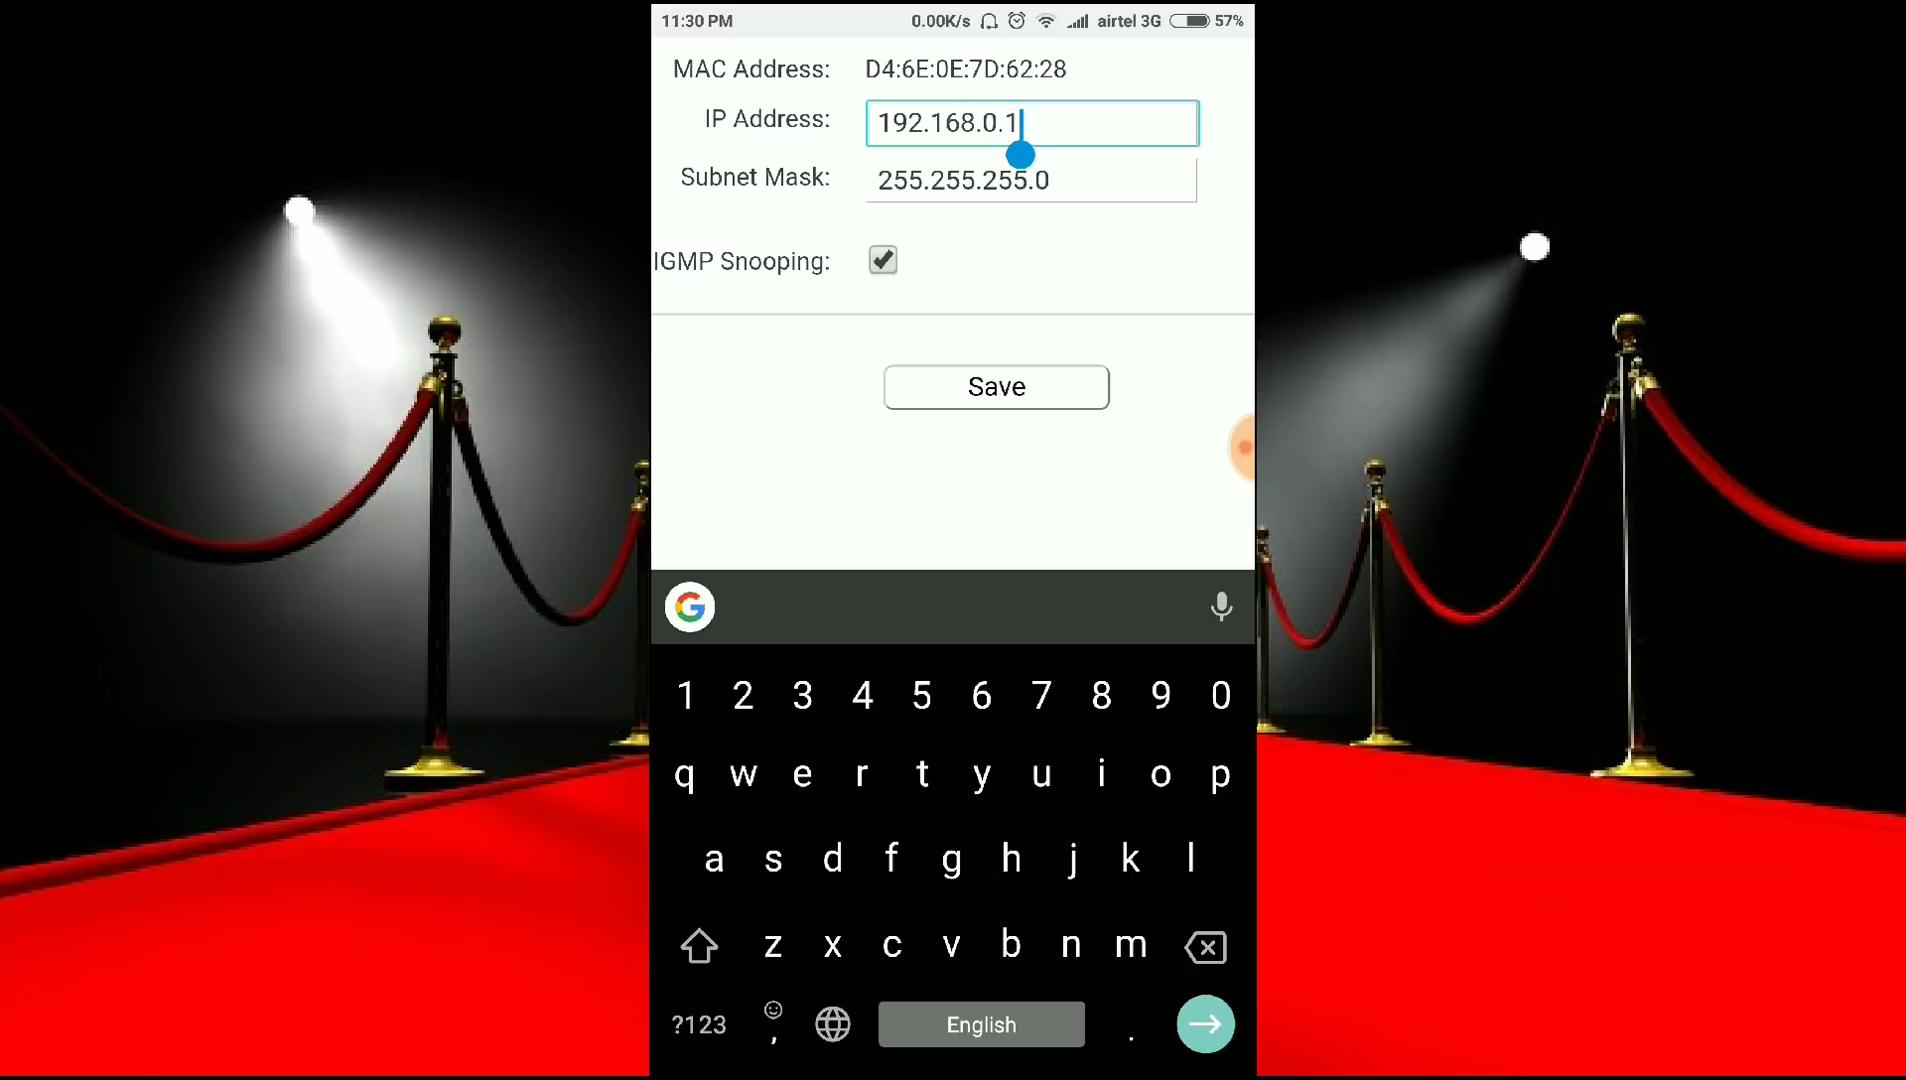 11:30 PM 0.00K/s airtel 3G 57%
MAC Address: D4:6E:0E:7D:62:28
IP Address: 192.168.0.1
Subnet Mask: 255.255.255.0
IGMP Snooping:
Save
G
1 2 3 4 5 6 7 8 9 0
q w e r t y u i o p
a s d f g h j k l
z x c v b n m
?123 , English .